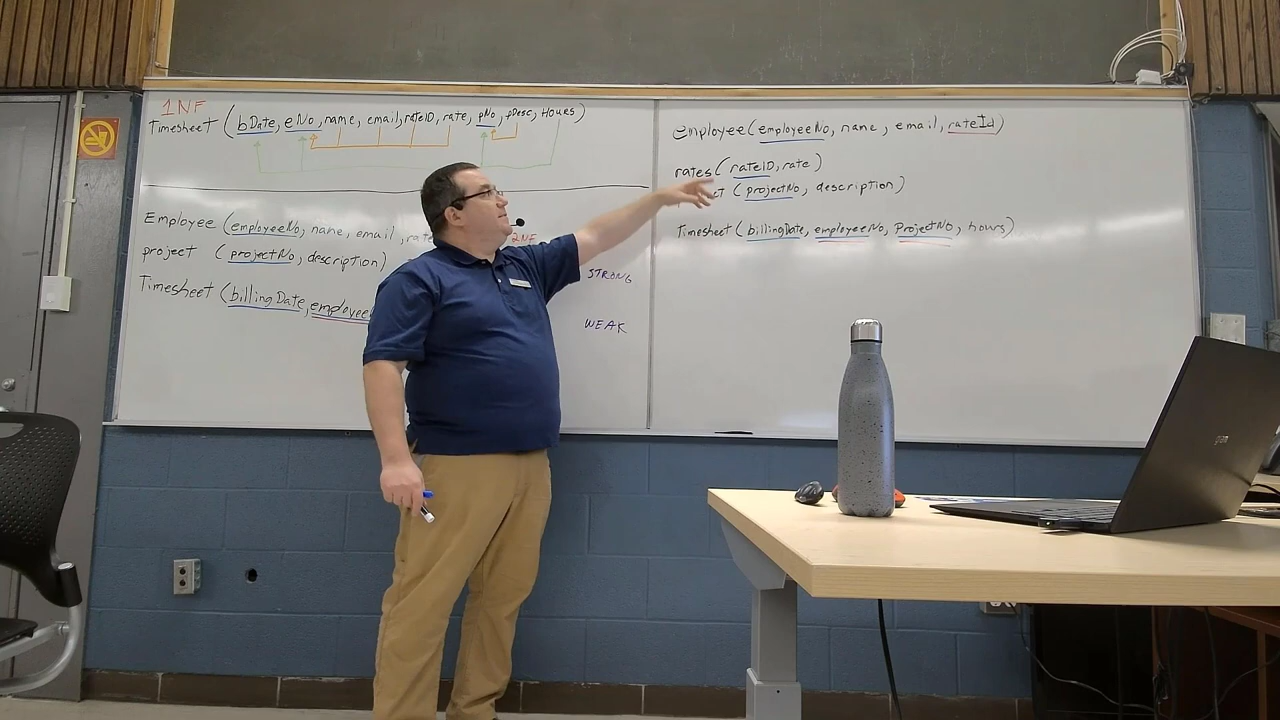 1NF
Timesheet (bDate, eNo, name, email, rateID, rate, pNo, pDesc, Hours)
Employee (employeeNo, name, email, rate
2NF
project (projectNo, description)
STRONG
Timesheet (billingDate, employee
WEAK
employee (employeeNo, name, email, rateId)
rates (rateID, rate)
ct (projectNo, description)
Timesheet (billingDate, employeeNo, ProjectNo, hours)